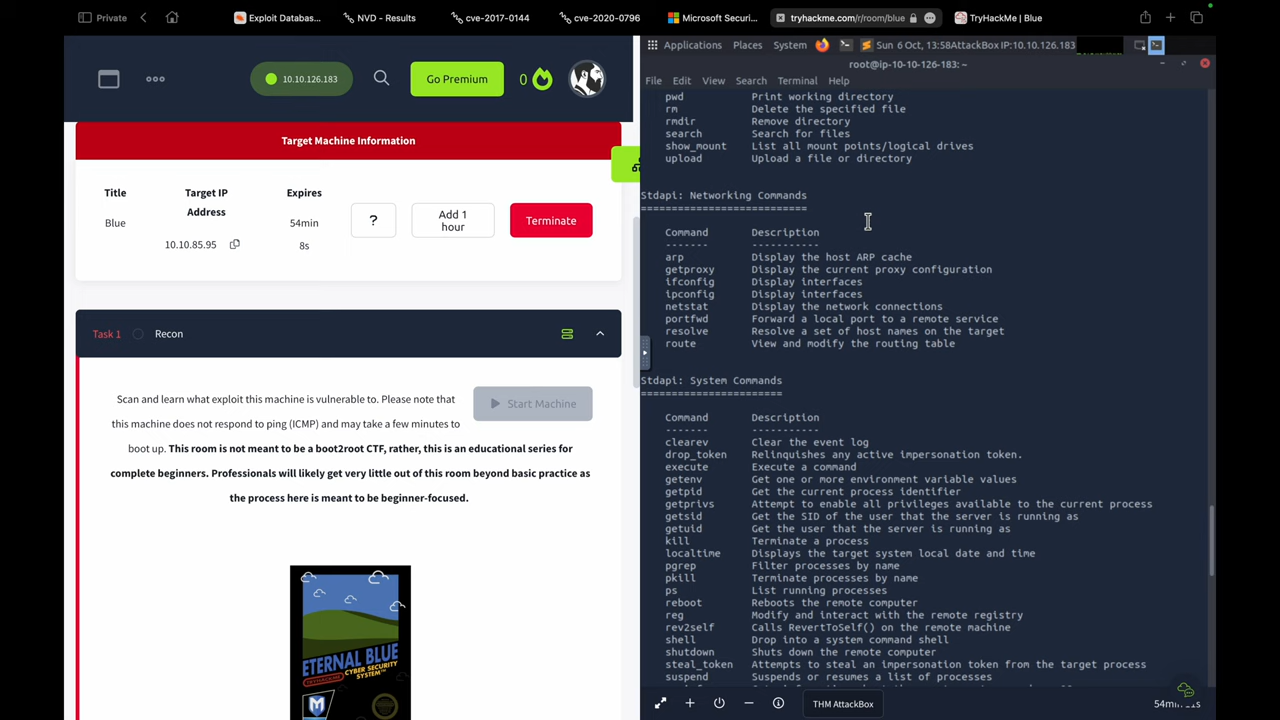 Private
Exploit Databas...
NVD - Results
cve-2017-0144
cve-2020-0796
Microsoft Securi...
tryhackme.com/r/room/blue
TryHackMe | Blue
10.10.126.183
Go Premium
0
Target Machine Information
Title
Target IP
Address
Expires
Blue
10.10.85.95
54min
8s
?
Add 1
hour
Terminate
Task 1
Recon
Start Machine
Scan and learn what exploit this machine is vulnerable to. Please note that
this machine does not respond to ping (ICMP) and may take a few minutes to
boot up. This room is not meant to be a boot2root CTF, rather, this is an educational series for
complete beginners. Professionals will likely get very little out of this room beyond basic practice as
the process here is meant to be beginner-focused.
ETERNAL BLUE
TRYHACKME
CYBER SECURITY
SYSTEM
Applications Places System Sun 6 Oct, 13:58 AttackBox IP:10.10.126.183
root@ip-10-10-126-183: ~
File Edit View Search Terminal Help
pwd Print working directory
rm Delete the specified file
rmdir Remove directory
search Search for files
show_mount List all mount points/logical drives
upload Upload a file or directory
Stdapi: Networking Commands
===========================
Command Description
------- -----------
arp Display the host ARP cache
getproxy Display the current proxy configuration
ifconfig Display interfaces
ipconfig Display interfaces
netstat Display the network connections
portfwd Forward a local port to a remote service
resolve Resolve a set of host names on the target
route View and modify the routing table
Stdapi: System Commands
=======================
Command Description
------- -----------
clearev Clear the event log
drop_token Relinquishes any active impersonation token.
execute Execute a command
getenv Get one or more environment variable values
getpid Get the current process identifier
getprivs Attempt to enable all privileges available to the current process
getsid Get the SID of the user that the server is running as
getuid Get the user that the server is running as
kill Terminate a process
localtime Displays the target system local date and time
pgrep Filter processes by name
pkill Terminate processes by name
ps List running processes
reboot Reboots the remote computer
reg Modify and interact with the remote registry
rev2self Calls RevertToSelf() on the remote machine
shell Drop into a system command shell
shutdown Shuts down the remote computer
steal_token Attempts to steal an impersonation token from the target process
suspend Suspends or resumes a list of processes
THM AttackBox